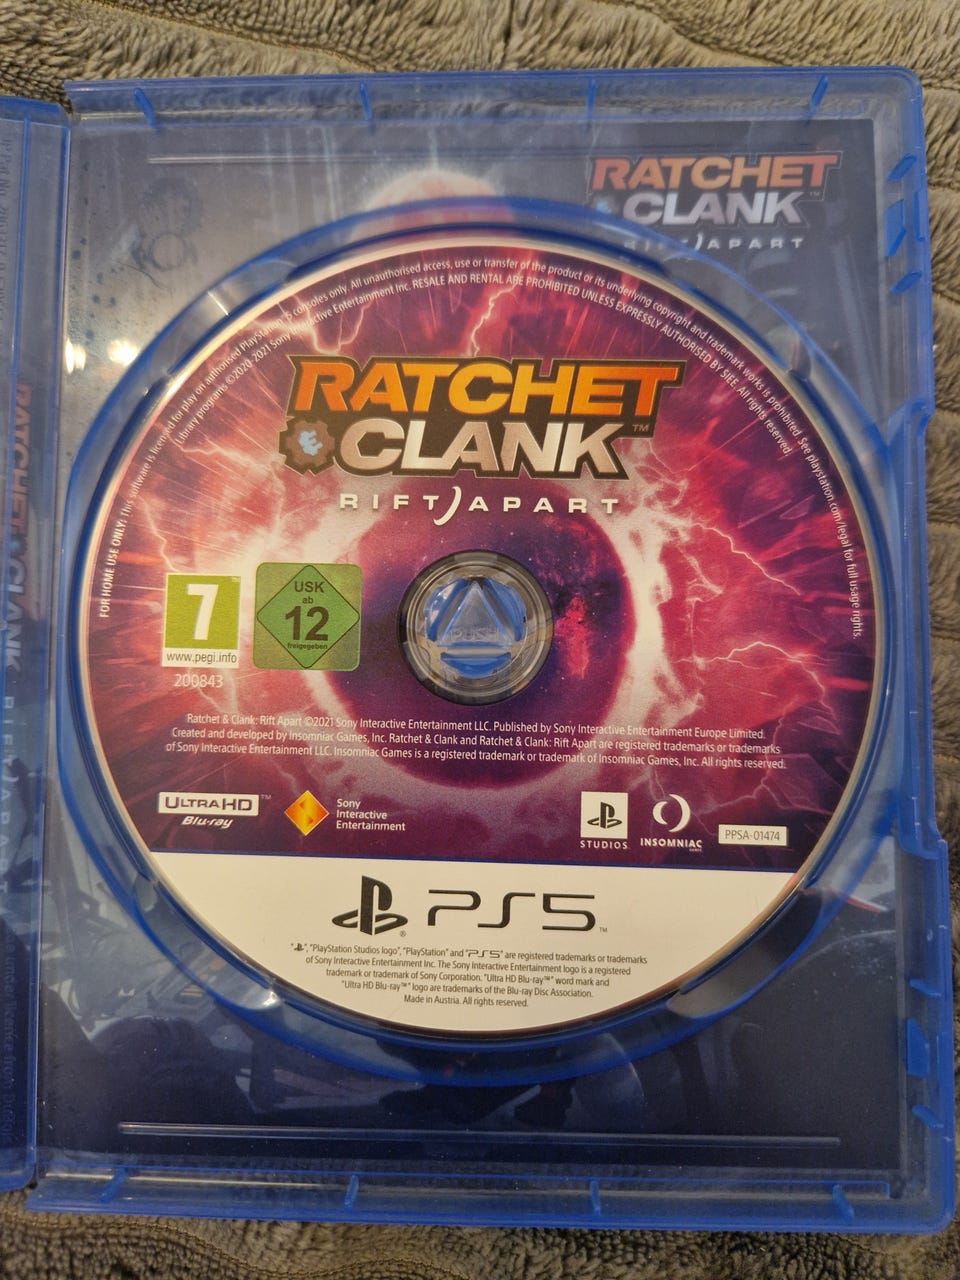 RATCHET
CLANK™
RIFT APART
FOR HOME USE ONLY: This software is licensed for play on authorised PlayStation 5 consoles only. All unauthorised access, use or transfer of the product or its underlying copyright and trademark works is prohibited. See playstation.com/legal for full usage rights.
Library programs ©2020-2021 Sony Interactive Entertainment Inc. RESALE AND RENTAL ARE PROHIBITED UNLESS EXPRESSLY AUTHORISED BY SIEE. All rights reserved.
RATCHET
CLANK™
RIFT APART
7
www.pegi.info
200843
USK
ab
12
freigegeben
PUSH
Ratchet & Clank: Rift Apart ©2021 Sony Interactive Entertainment LLC. Published by Sony Interactive Entertainment Europe Limited.
Created and developed by Insomniac Games, Inc. Ratchet & Clank and Ratchet & Clank: Rift Apart are registered trademarks or trademarks
of Sony Interactive Entertainment LLC. Insomniac Games is a registered trademark or trademark of Insomniac Games, Inc. All rights reserved.
ULTRA HD™
Blu-ray
Sony
Interactive
Entertainment
STUDIOS
INSOMNIAC
GAMES
PPSA-01474
® PS5™
" ", "PlayStation Studios logo", "PlayStation" and "PS5" are registered trademarks or trademarks
of Sony Interactive Entertainment Inc. The Sony Interactive Entertainment logo is a registered
trademark or trademark of Sony Corporation. "Ultra HD Blu-ray™" word mark and
"Ultra HD Blu-ray™" logo are trademarks of the Blu-ray Disc Association.
Made in Austria. All rights reserved.
RATCHET CLANK
RIFT APART